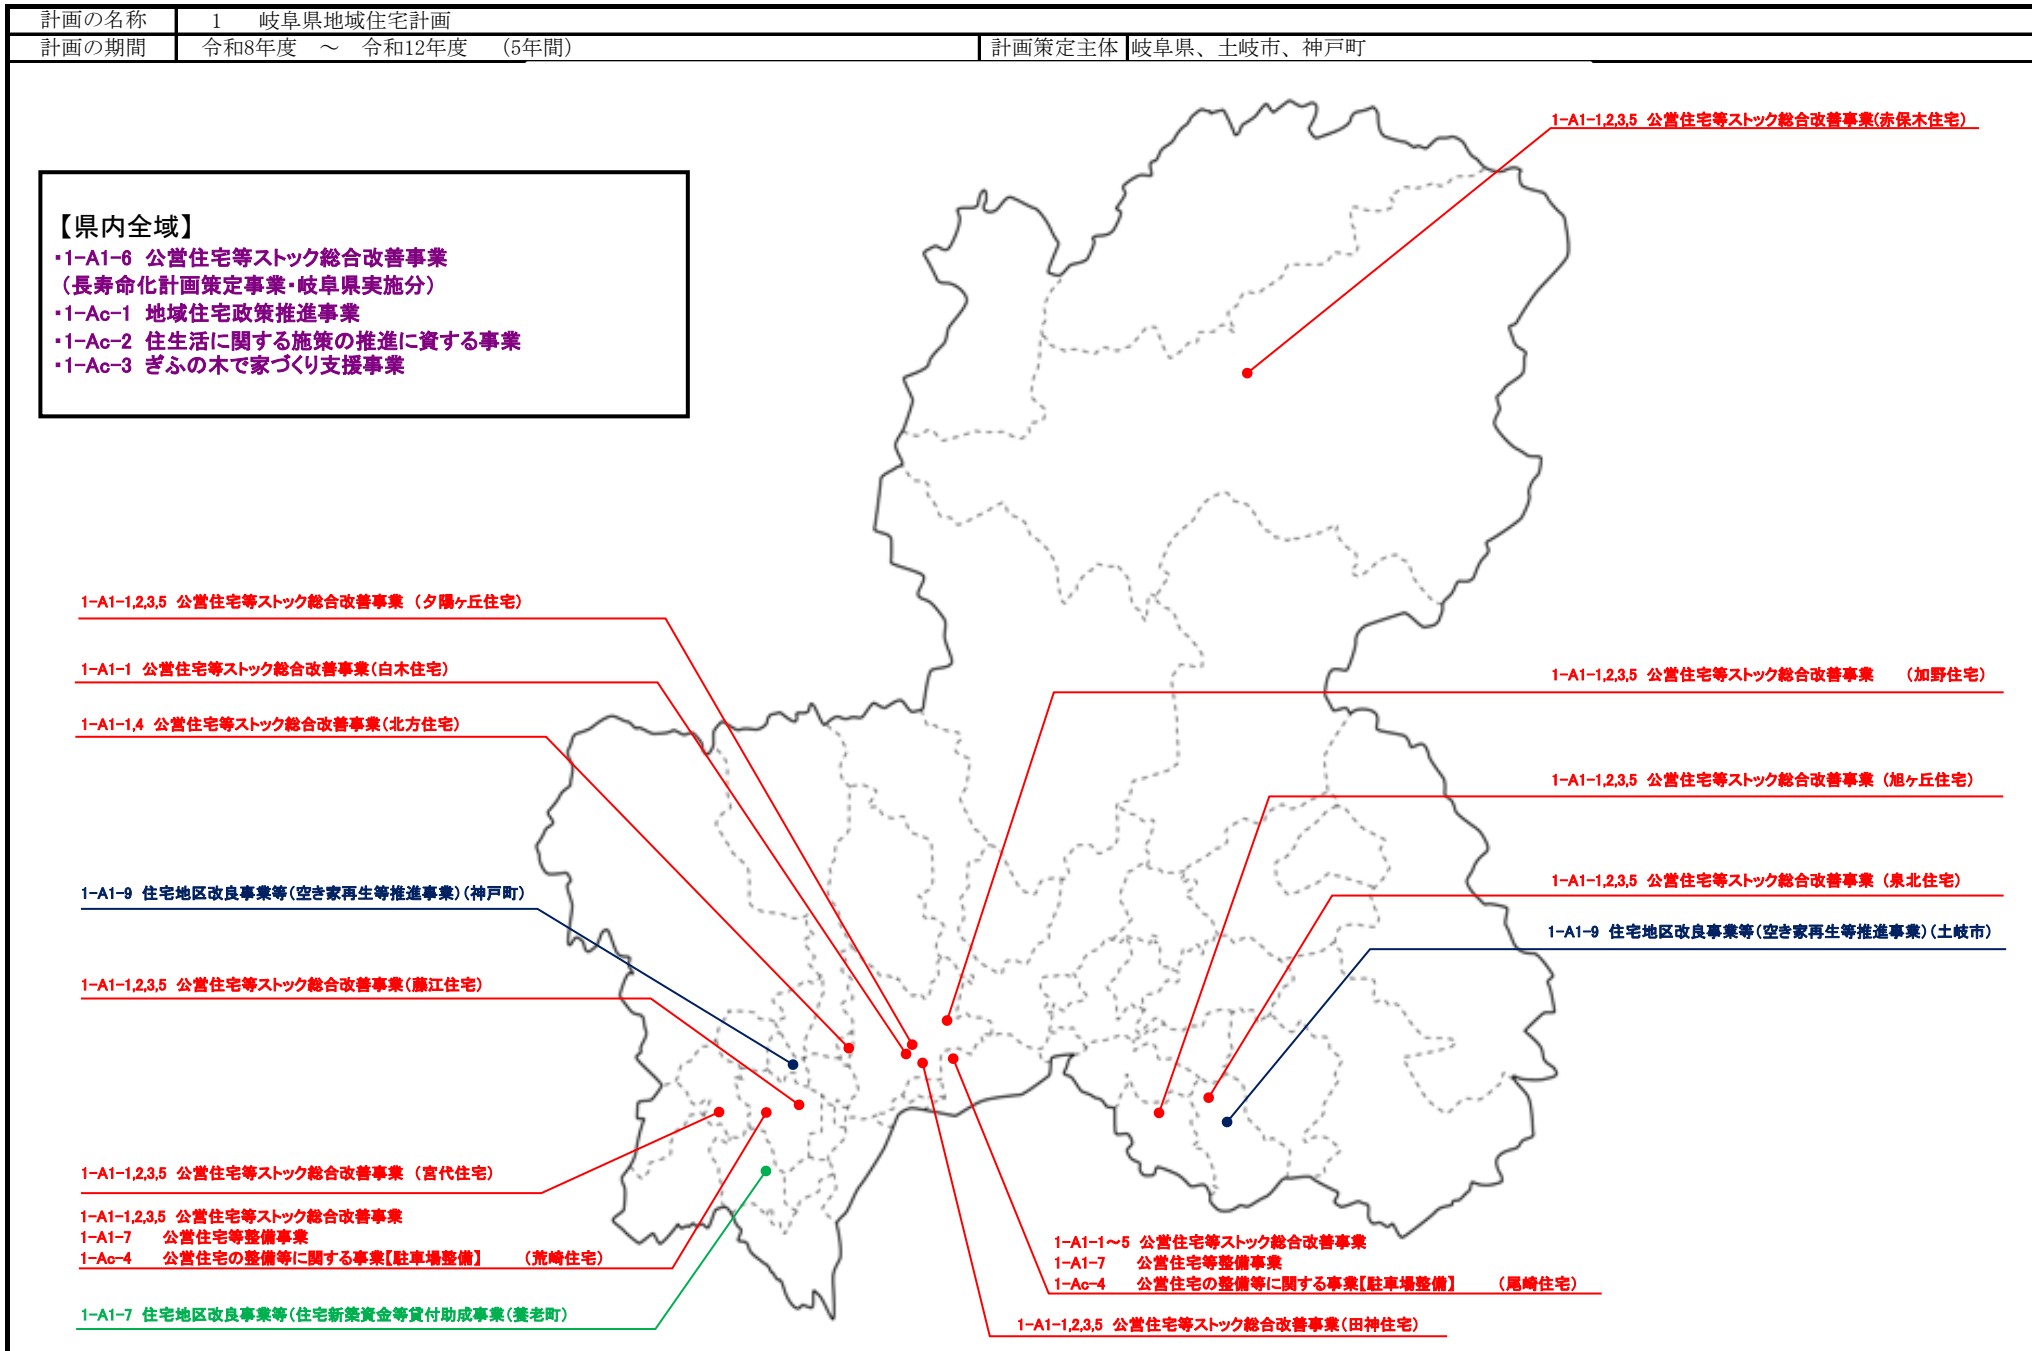 計画の名称 1 岐阜県地域住宅計画
計画の期間 令和8年度 ～ 令和12年度 （5年間） 計画策定主体 岐阜県、土岐市、神戸町
1-A1-1,2,3,5 公営住宅等ストック総合改善事業(赤保木住宅)
【県内全域】
・1-A1-6 公営住宅等ストック総合改善事業
（長寿命化計画策定事業・岐阜県実施分）
・1-Ac-1 地域住宅政策推進事業
・1-Ac-2 住生活に関する施策の推進に資する事業
・1-Ac-3 ぎふの木で家づくり支援事業
1-A1-1,2,3,5 公営住宅等ストック総合改善事業 （夕陽ヶ丘住宅）
1-A1-1 公営住宅等ストック総合改善事業（白木住宅）
1-A1-1,4 公営住宅等ストック総合改善事業（北方住宅）
1-A1-9 住宅地区改良事業等（空き家再生等推進事業）（神戸町）
1-A1-1,2,3,5 公営住宅等ストック総合改善事業（藤江住宅）
1-A1-1,2,3,5 公営住宅等ストック総合改善事業 （宮代住宅）
1-A1-1,2,3,5 公営住宅等ストック総合改善事業
1-A1-7 公営住宅等整備事業
1-Ac-4 公営住宅の整備等に関する事業【駐車場整備】 （荒崎住宅）
1-A1-7 住宅地区改良事業等（住宅新築資金等貸付助成事業（養老町）
1-A1-1,2,3,5 公営住宅等ストック総合改善事業 （加野住宅）
1-A1-1,2,3,5 公営住宅等ストック総合改善事業 （旭ヶ丘住宅）
1-A1-1,2,3,5 公営住宅等ストック総合改善事業 （泉北住宅）
1-A1-9 住宅地区改良事業等（空き家再生等推進事業）（土岐市）
1-A1-1～5 公営住宅等ストック総合改善事業
1-A1-7 公営住宅等整備事業
1-Ac-4 公営住宅の整備等に関する事業【駐車場整備】 （尾崎住宅）
1-A1-1,2,3,5 公営住宅等ストック総合改善事業（田神住宅）